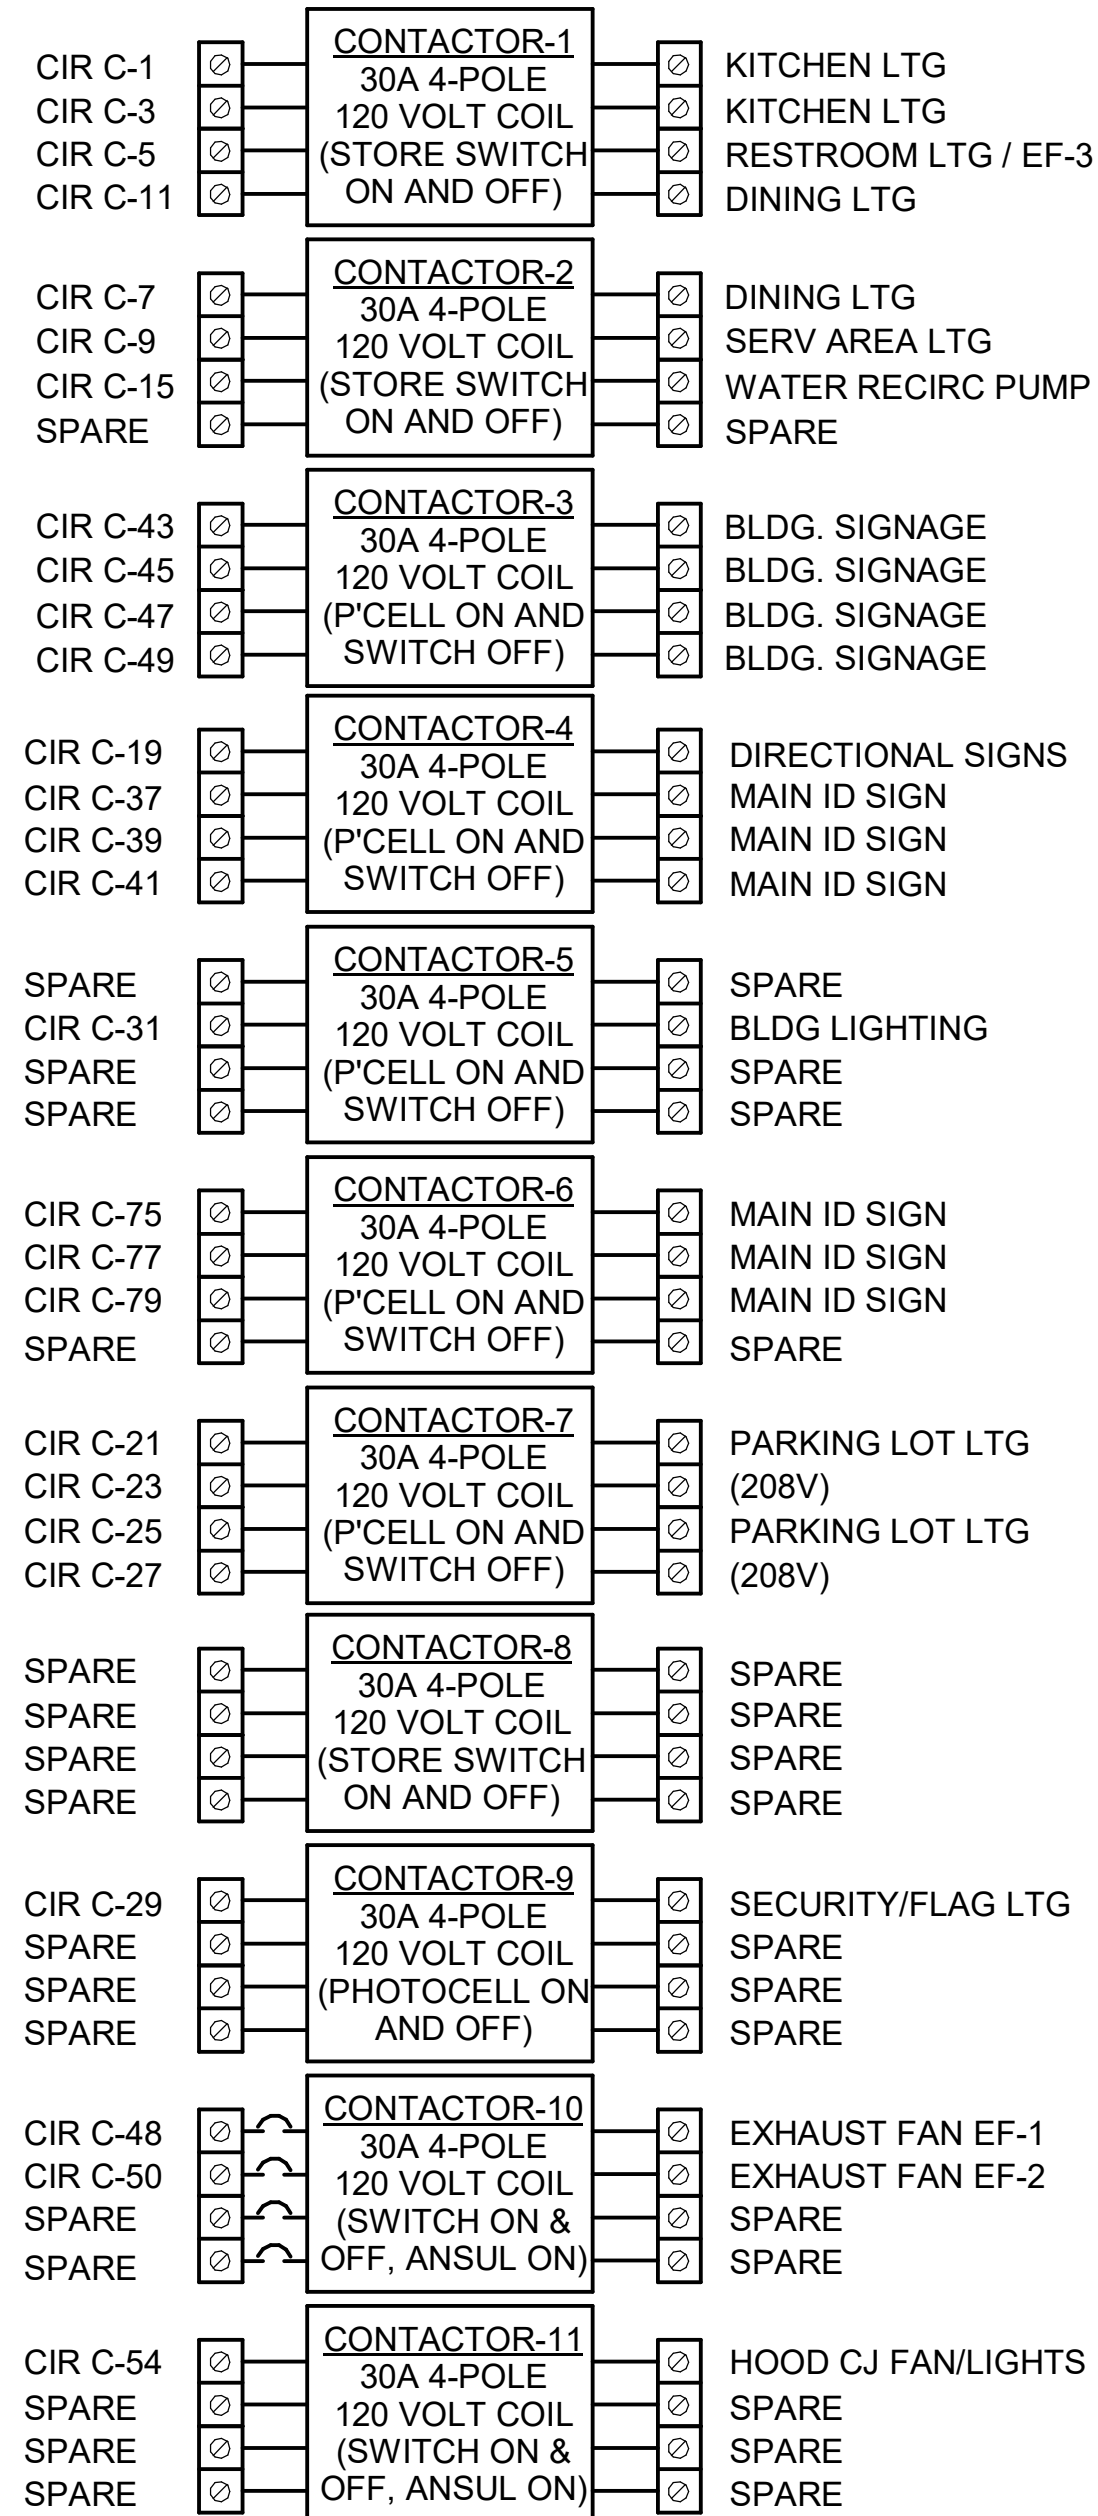 CONTACTOR-1
30A 4-POLE
120 VOLT COIL
(STORE SWITCH
ON AND OFF)
CIR C-1
CIR C-3
CIR C-5
CIR C-11
KITCHEN LTG
KITCHEN LTG
RESTROOM LTG / EF-3
DINING LTG
CONTACTOR-2
30A 4-POLE
120 VOLT COIL
(STORE SWITCH
ON AND OFF)
CIR C-7
CIR C-9
CIR C-15
SPARE
DINING LTG
SERV AREA LTG
WATER RECIRC PUMP
SPARE
CONTACTOR-3
30A 4-POLE
120 VOLT COIL
(P'CELL ON AND
SWITCH OFF)
CIR C-43
CIR C-45
CIR C-47
CIR C-49
BLDG. SIGNAGE
BLDG. SIGNAGE
BLDG. SIGNAGE
BLDG. SIGNAGE
CONTACTOR-4
30A 4-POLE
120 VOLT COIL
(P'CELL ON AND
SWITCH OFF)
CIR C-19
CIR C-37
CIR C-39
CIR C-41
DIRECTIONAL SIGNS
MAIN ID SIGN
MAIN ID SIGN
MAIN ID SIGN
CONTACTOR-5
30A 4-POLE
120 VOLT COIL
(P'CELL ON AND
SWITCH OFF)
SPARE
CIR C-31
SPARE
SPARE
SPARE
BLDG LIGHTING
SPARE
SPARE
CONTACTOR-6
30A 4-POLE
120 VOLT COIL
(P'CELL ON AND
SWITCH OFF)
CIR C-75
CIR C-77
CIR C-79
SPARE
MAIN ID SIGN
MAIN ID SIGN
MAIN ID SIGN
SPARE
CONTACTOR-7
30A 4-POLE
120 VOLT COIL
(P'CELL ON AND
SWITCH OFF)
CIR C-21
CIR C-23
CIR C-25
CIR C-27
PARKING LOT LTG
(208V)
PARKING LOT LTG
(208V)
CONTACTOR-8
30A 4-POLE
120 VOLT COIL
(STORE SWITCH
ON AND OFF)
SPARE
SPARE
SPARE
SPARE
SPARE
SPARE
SPARE
SPARE
CONTACTOR-9
30A 4-POLE
120 VOLT COIL
(PHOTOCELL ON
AND OFF)
CIR C-29
SPARE
SPARE
SPARE
SECURITY/FLAG LTG
SPARE
SPARE
SPARE
CONTACTOR-10
30A 4-POLE
120 VOLT COIL
(SWITCH ON &
OFF, ANSUL ON)
CIR C-48
CIR C-50
SPARE
SPARE
EXHAUST FAN EF-1
EXHAUST FAN EF-2
SPARE
SPARE
CONTACTOR-11
30A 4-POLE
120 VOLT COIL
(SWITCH ON &
OFF, ANSUL ON)
CIR C-54
SPARE
SPARE
SPARE
HOOD CJ FAN/LIGHTS
SPARE
SPARE
SPARE